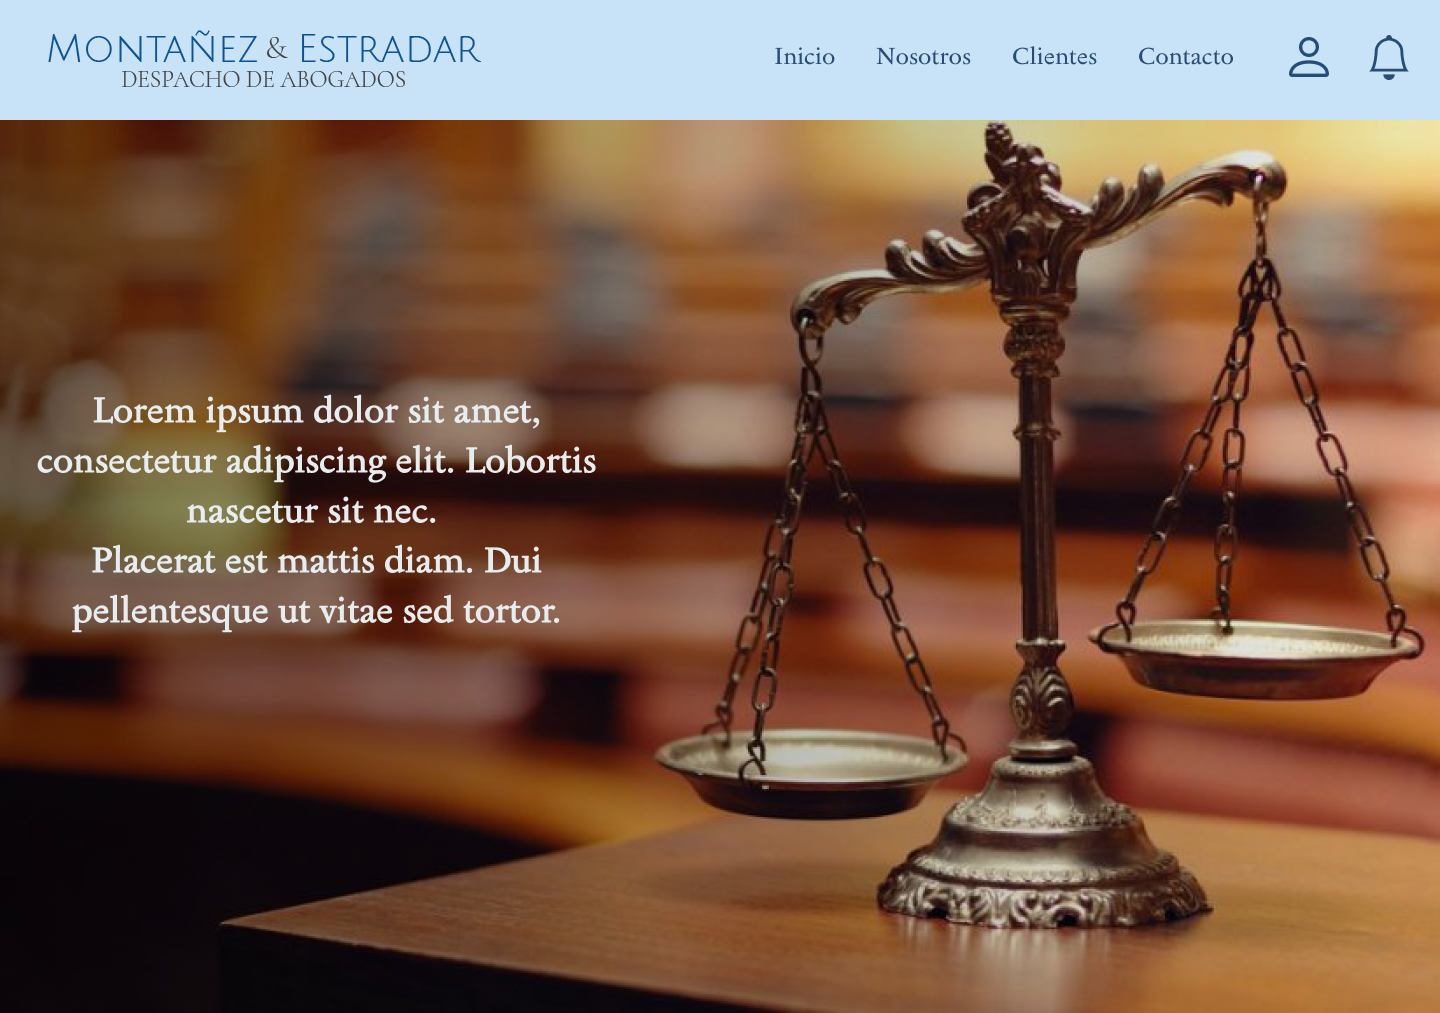 MONTAÑEZ & ESTRADAR
DESPACHO DE ABOGADOS
Inicio Nosotros Clientes Contacto
Lorem ipsum dolor sit amet,
consectetur adipiscing elit. Lobortis
nascetur sit nec.
Placerat est mattis diam. Dui
pellentesque ut vitae sed tortor.